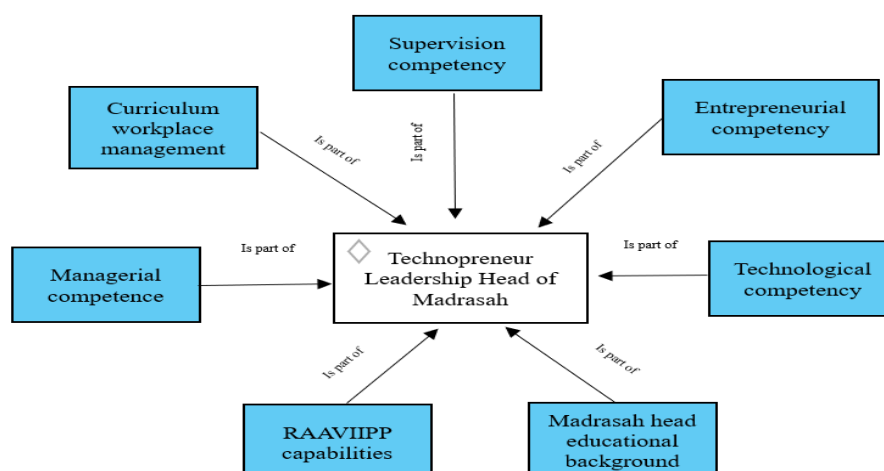 Supervision
competency
Curriculum
workplace
management
Entrepreneurial
competency
Is part of
Is part of
Is part of
Is part of
Is part of
Managerial
competence
Technopreneur
Leadership Head of
Madrasah
Technological
competency
Is part of
Is part of
RAAVIIPP
capabilities
Madrasah head
educational
background